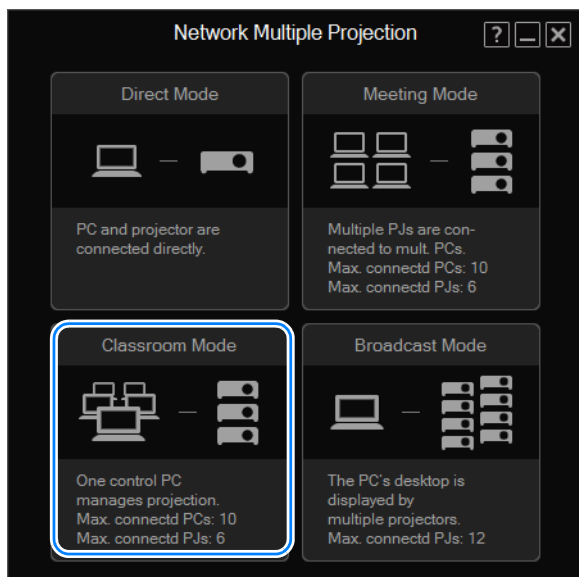 Network Multiple Projection
?
Direct Mode
PC and projector are
connected directly.
Meeting Mode
Multiple PJs are con-
nected to mult. PCs.
Max. connectd PCs: 10
Max. connectd PJs: 6
Classroom Mode
One control PC
manages projection.
Max. connectd PCs: 10
Max. connectd PJs: 6
Broadcast Mode
The PC's desktop is
displayed by
multiple projectors.
Max. connectd PJs: 12